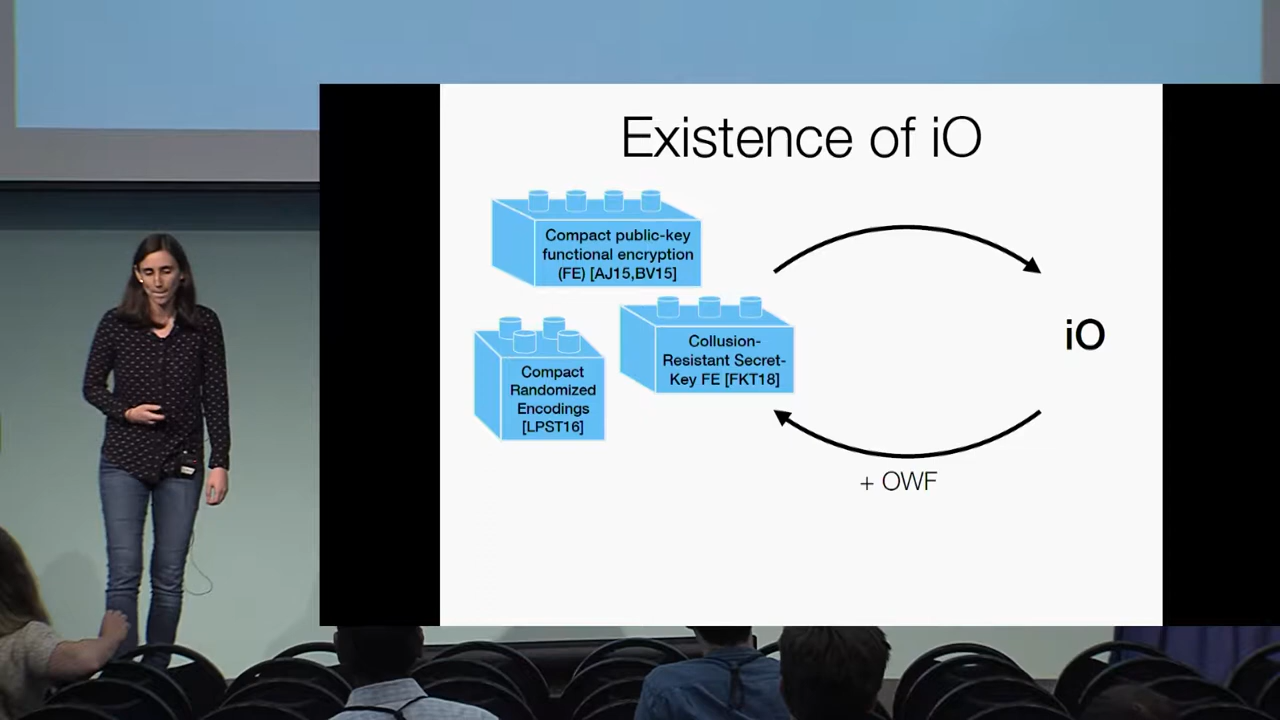 Existence of iO
Compact public-key
functional encryption
(FE) [AJ15,BV15]
Collusion-
Resistant Secret-
Key FE [FKT18]
Compact
Randomized
Encodings
[LPST16]
iO
+ OWF